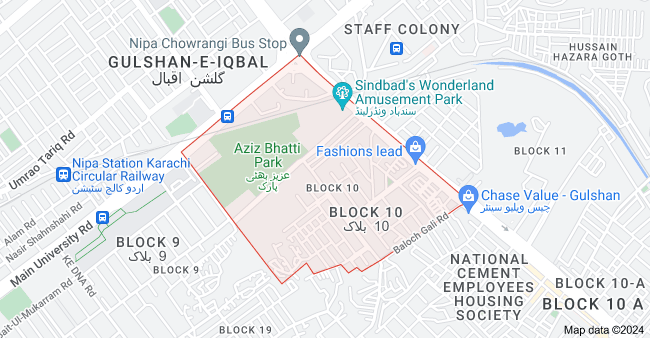 STAFF COLONY
Nipa Chowrangi Bus Stop
GULSHAN-E-IQBAL
گلشن اقبال
HUSSAIN
HAZARA GOTH
Sindbad's Wonderland
Amusement Park
سندباد ونڈرلینڈ
Umrao Tariq Rd
Aziz Bhatti
Park
عزیز بھٹی
پارک
Fashions lead
BLOCK 11
Nipa Station Karachi
Circular Railway
اردو کالج سٹیشن
BLOCK 10
Chase Value - Gulshan
چیس ویلیو سینٹر
BLOCK 10
بلاک 10
Alam Rd
Nasir Shahnshahi Rd
Main University Rd
BLOCK 9
بلاک 9
Baloch Gali Rd
BLOCK 9
Km DNA Rd
NATIONAL
CEMENT
EMPLOYEES
HOUSING
SOCIETY
BLOCK 10-A
BLOCK 10 A
Bait-Ul-Mukarram Rd
BLOCK 19
Map data ©2024